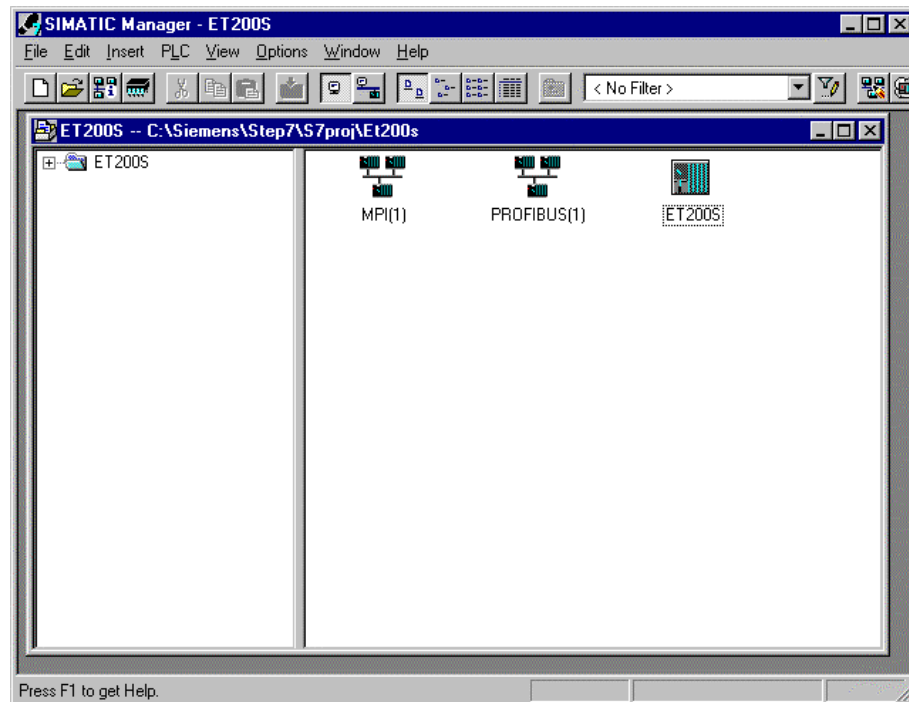 SIMATIC Manager - ET200S
File Edit Insert PLC View Options Window Help
< No Filter >
ET200S -- C:\Siemens\Step7\S7proj\Et200s
ET200S
MPI(1) PROFIBUS(1) ET200S
Press F1 to get Help.